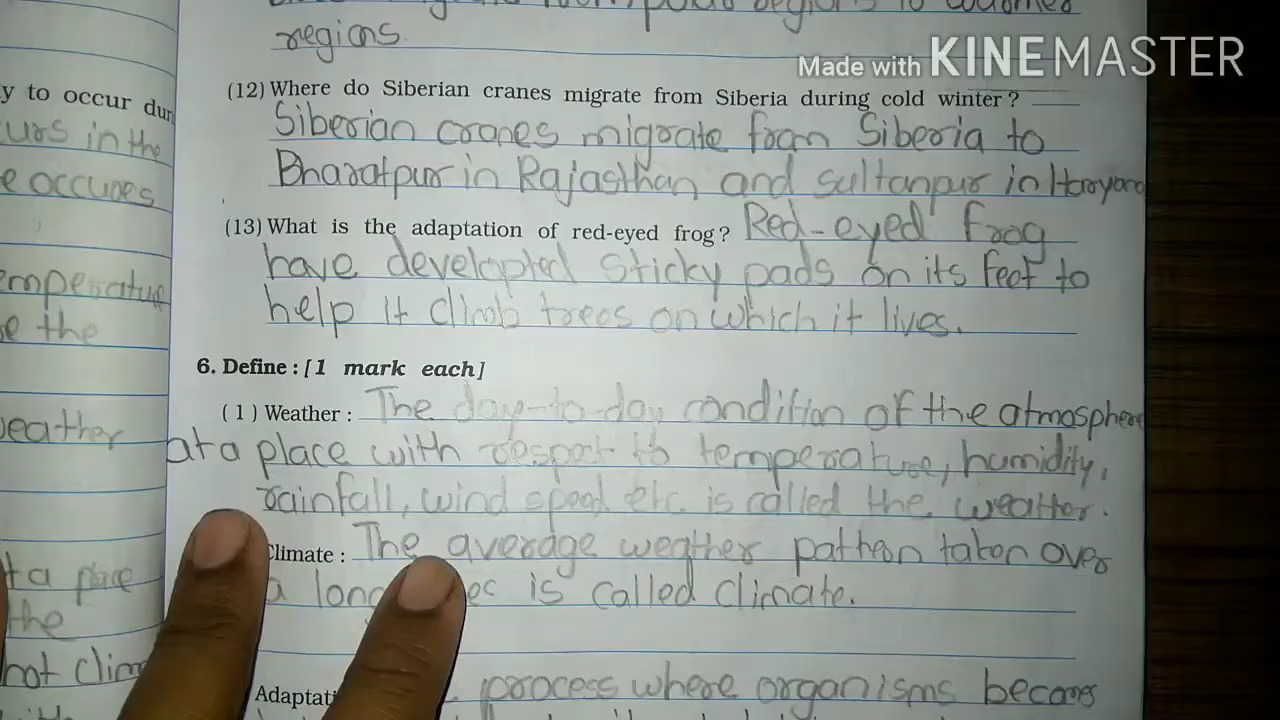 regions.
Made with KINEMASTER
y to occur dur
(12) Where do Siberian cranes migrate from Siberia during cold winter ?
urs in the
Siberian cranes migrate from Siberia to
e occures
Bharatpur in Rajasthan and Sultanpur in Haryana
(13) What is the adaptation of red-eyed frog? Red-eyed frog
emperature
have developted sticky pads on its feet to
e the
help it climb trees on which it lives.
6. Define : [1 mark each]
(1) Weather : The day-to-day condition of the atmosphere
weather
at a place with respect to temperature, humidity,
rainfall, wind speed etc. is called the weather.
Climate : The average weather pattern taken over
t a place
a long is called climate.
the
hot clim
Adaptati process where organisms becomes